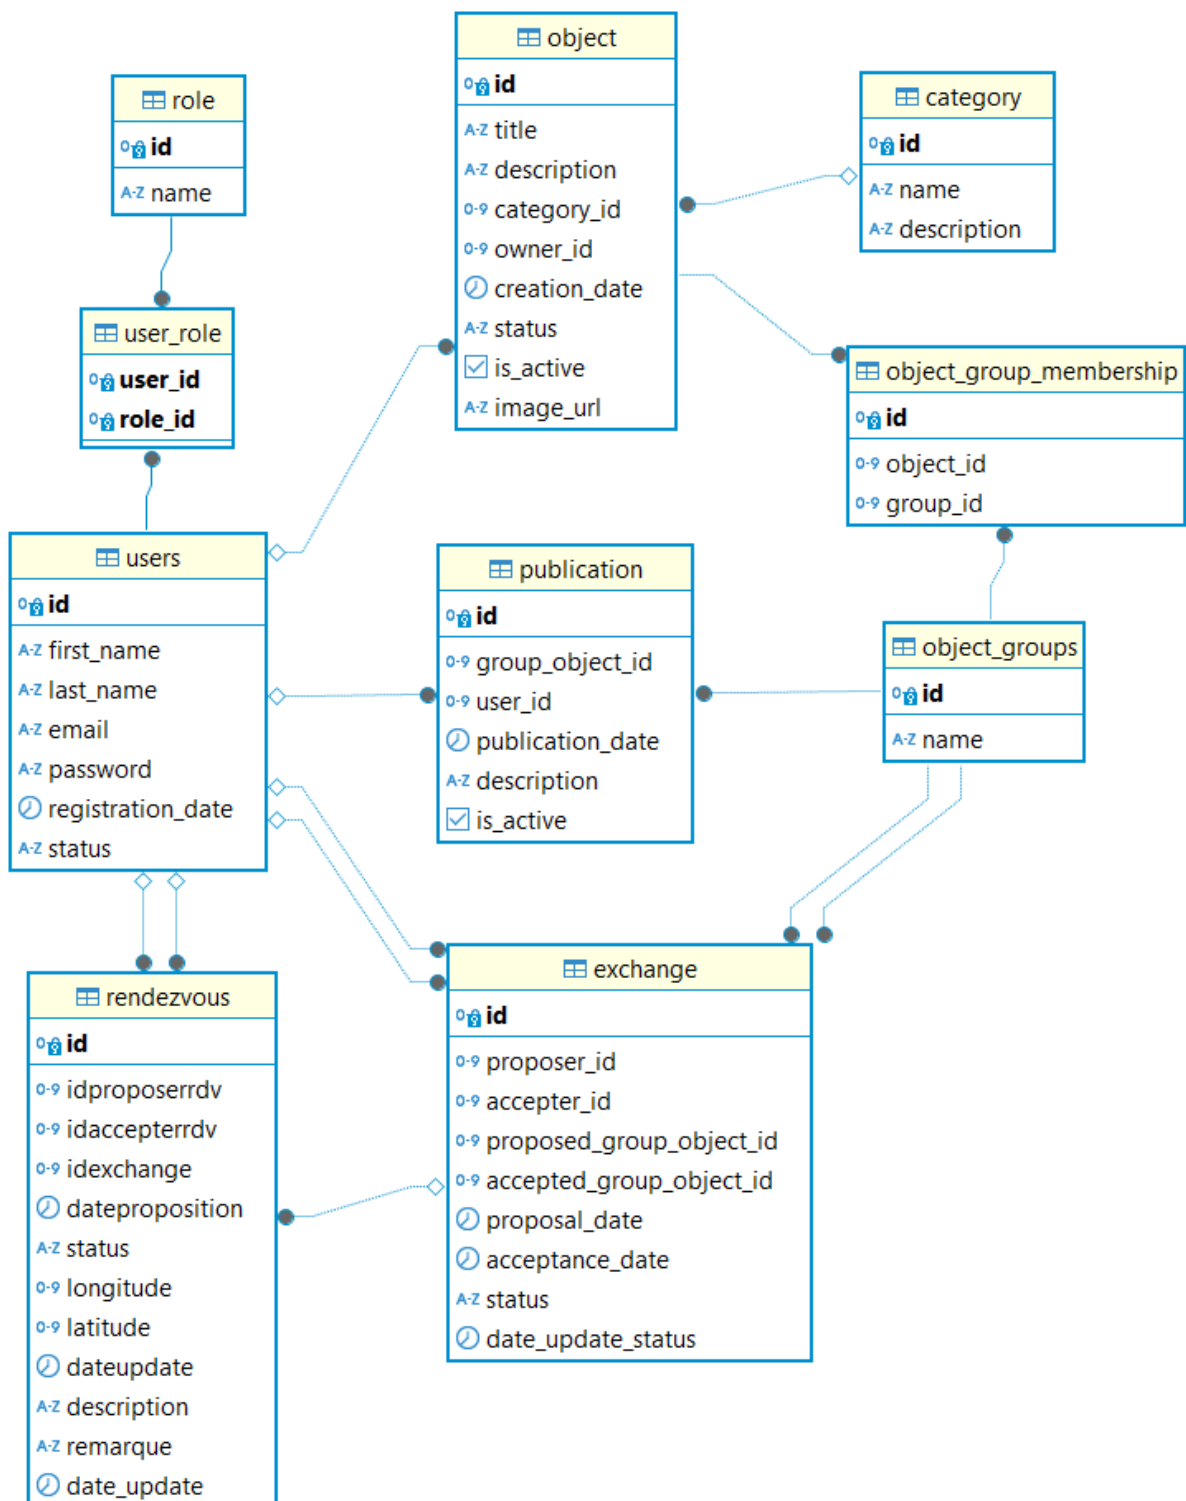 object
id
title
description
category_id
owner_id
creation_date
status
is_active
image_url
role
id
name
category
id
name
description
user_role
user_id
role_id
object_group_membership
id
object_id
group_id
users
id
first_name
last_name
email
password
registration_date
status
publication
id
group_object_id
user_id
publication_date
description
is_active
object_groups
id
name
rendezvous
id
idproposerrdv
idaccepterrdv
idexchange
dateproposition
status
longitude
latitude
dateupdate
description
remarque
date_update
exchange
id
proposer_id
accepter_id
proposed_group_object_id
accepted_group_object_id
proposal_date
acceptance_date
status
date_update_status